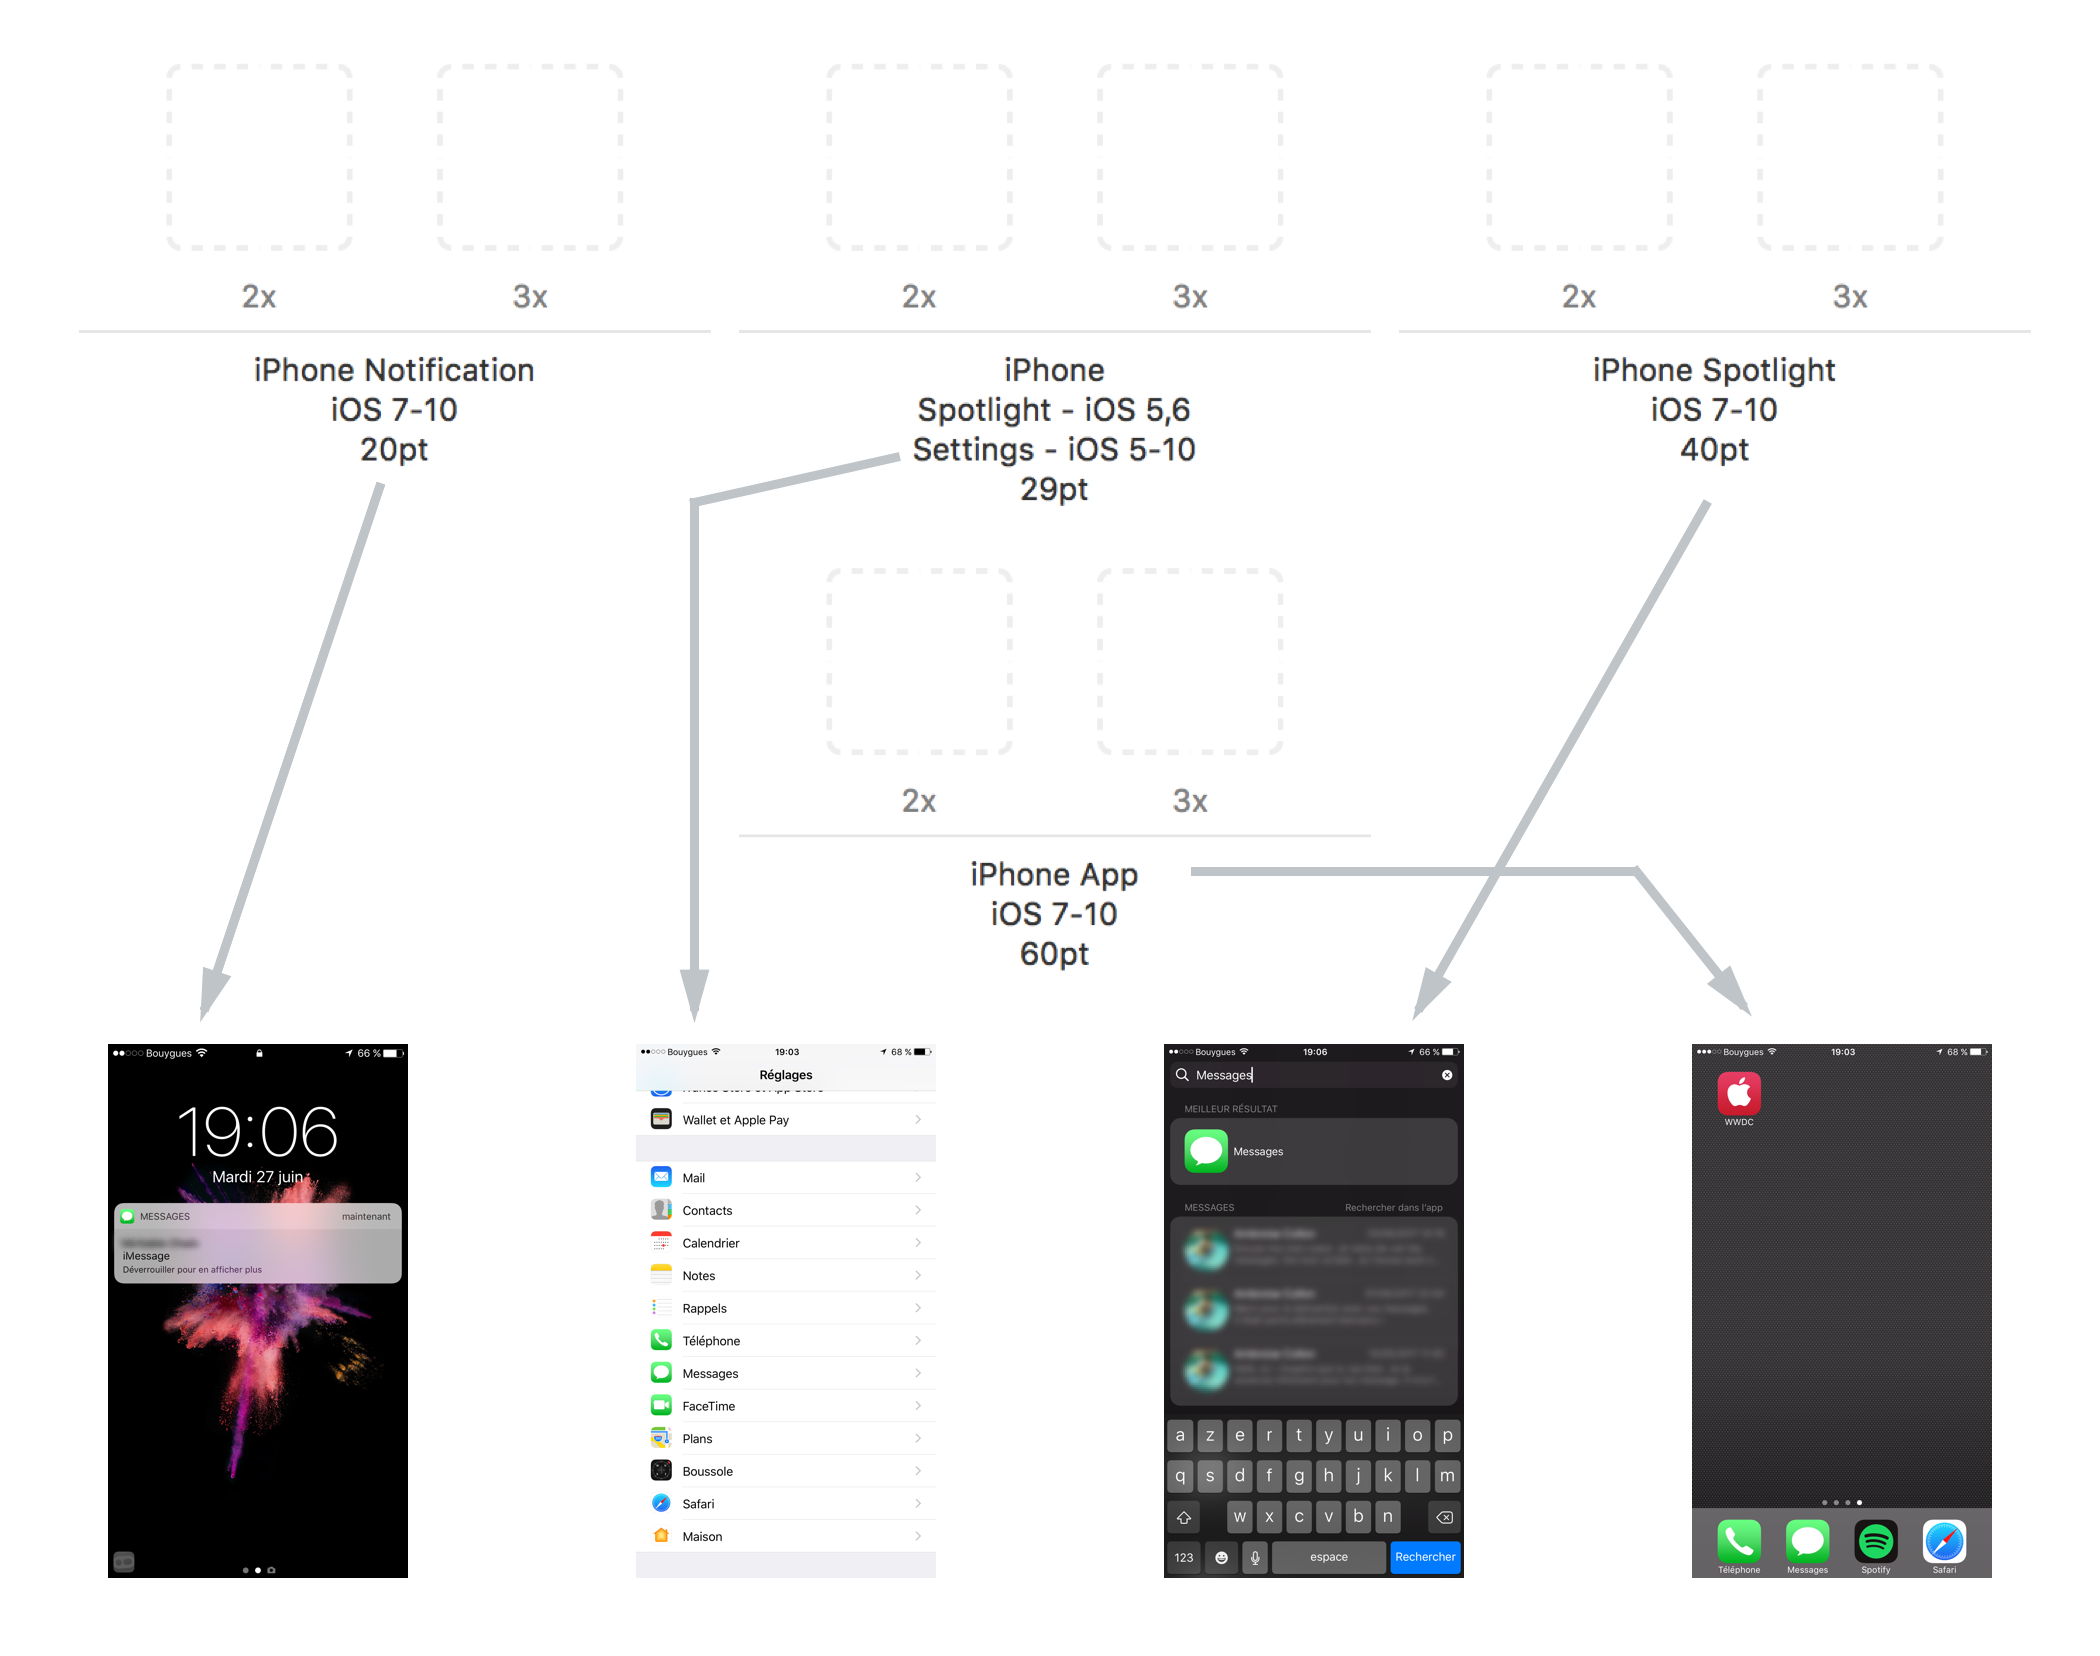 2x
3x
2x
3x
2x
3x
iPhone Notification
iOS 7-10
20pt
iPhone
Spotlight - iOS 5,6
Settings - iOS 5-10
29pt
iPhone Spotlight
iOS 7-10
40pt
2x
3x
iPhone App
iOS 7-10
60pt
Bouygues
66 %
19:06
Mardi 27 juin
MESSAGES
maintenant
iMessage
Déverrouiller pour en afficher plus
Bouygues
19:03
68 %
Réglages
Wallet et Apple Pay
Mail
Contacts
Calendrier
Notes
Rappels
Téléphone
Messages
FaceTime
Plans
Boussole
Safari
Maison
Bouygues
19:06
66 %
Messages
MEILLEUR RÉSULTAT
Messages
MESSAGES
Rechercher dans l'app
a z e r t y u i o p
q s d f g h j k l m
w x c v b n
123
espace
Rechercher
Bouygues
19:03
68 %
WWDC
Téléphone
Messages
Spotify
Safari